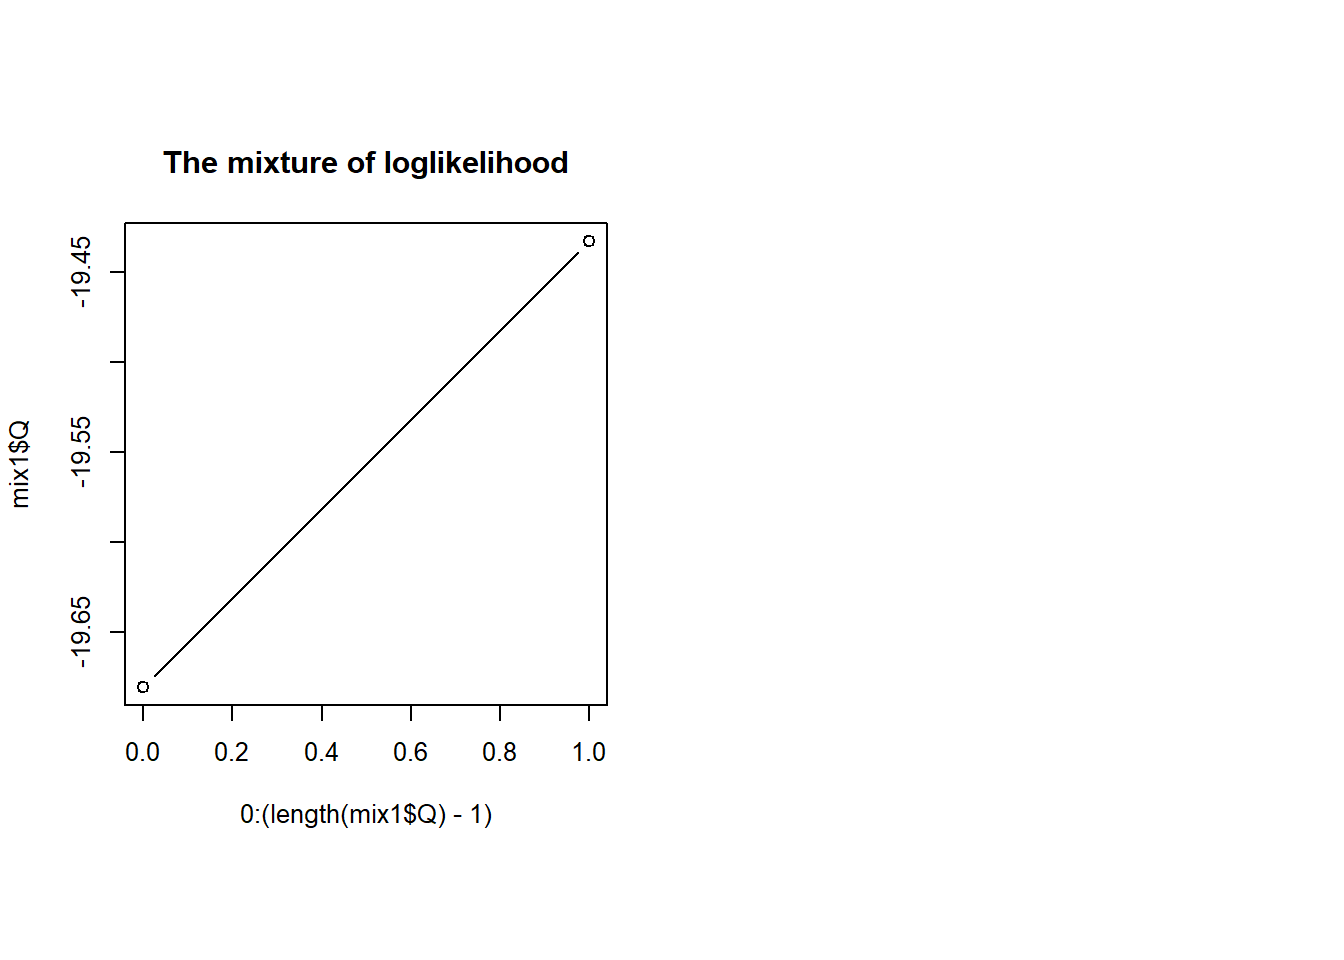 The mixture of loglikelihood
mix1$Q
-19.45
-19.55
-19.65
0.0 0.2 0.4 0.6 0.8 1.0
0:(length(mix1$Q) - 1)